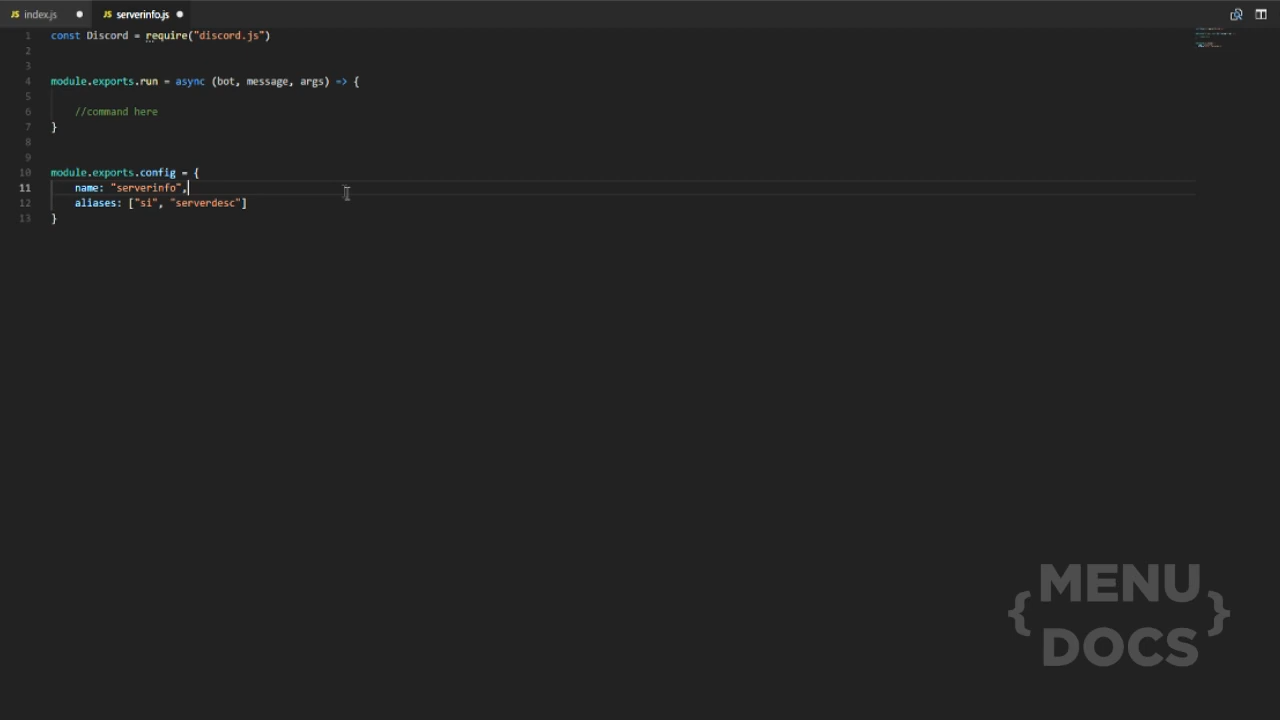 JS index.js
JS serverinfo.js
1 const Discord = require("discord.js")
2
3
4 module.exports.run = async (bot, message, args) => {
5
6 //command here
7 }
8
9
10 module.exports.config = {
11 name: "serverinfo",
12 aliases: ["si", "serverdesc"]
13 }
{ MENU
DOCS }